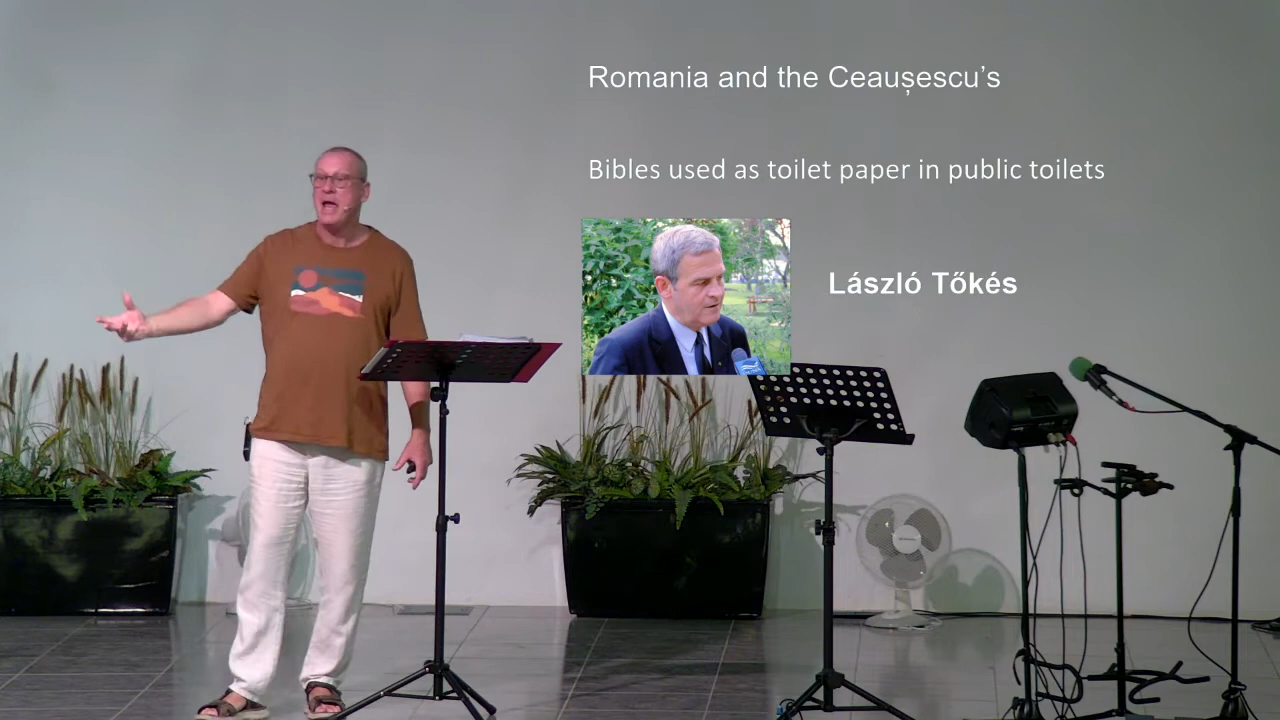 Romania and the Ceaușescu’s
Bibles used as toilet paper in public toilets
László Tőkés